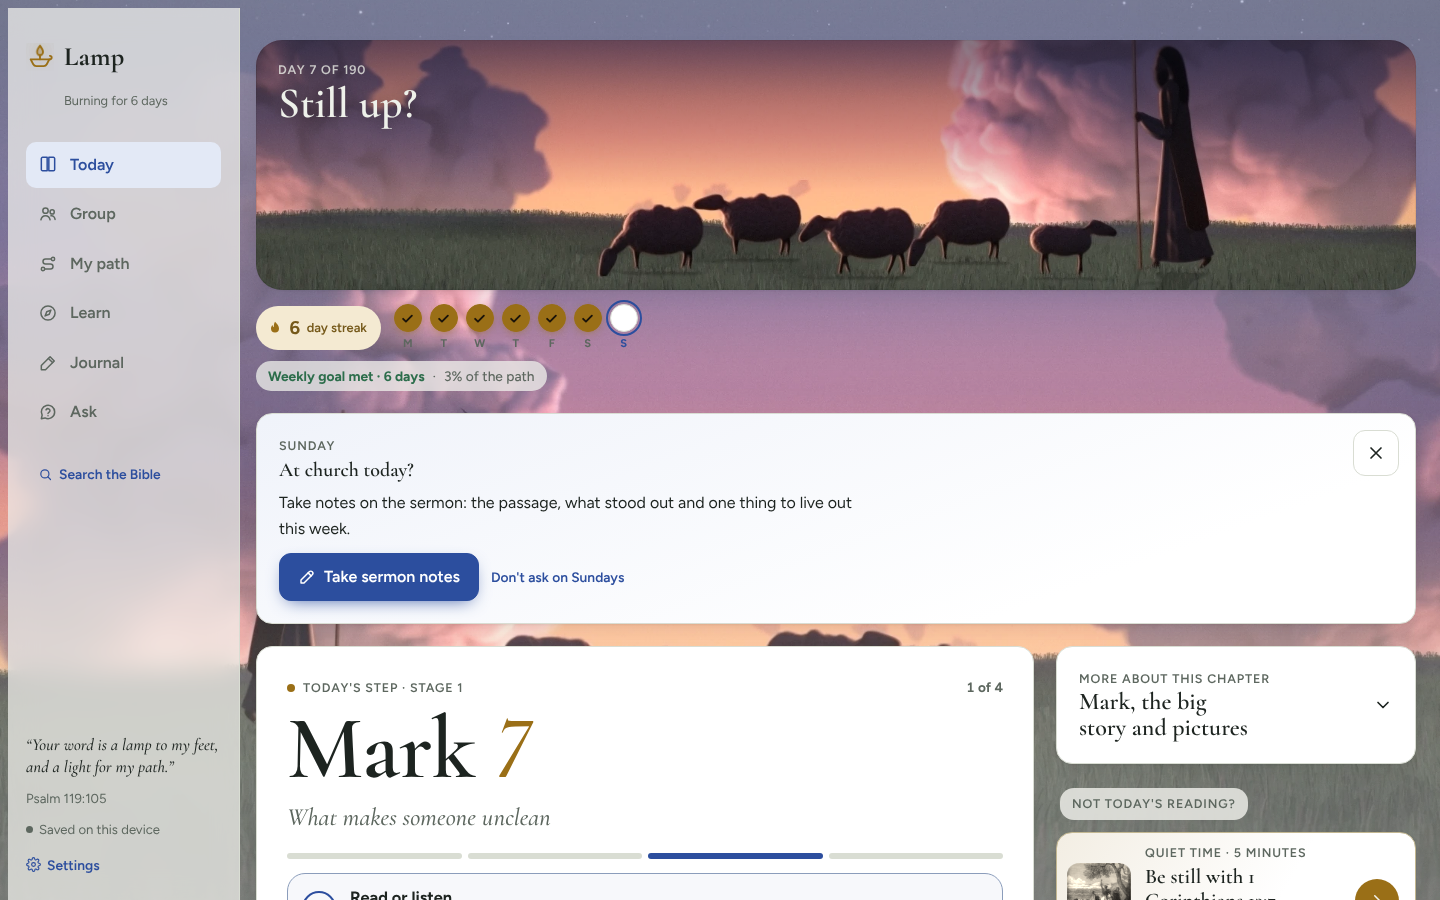 Lamp
Burning for 6 days
Today
Group
My path
Learn
Journal
Ask
Search the Bible
“Your word is a lamp to my feet,
and a light for my path.”
Psalm 119:105
Saved on this device
Settings
DAY 7 OF 190
Still up?
6 day streak
M T W T F S S
Weekly goal met · 6 days · 3% of the path
SUNDAY
At church today?
Take notes on the sermon: the passage, what stood out and one thing to live out
this week.
Take sermon notes
Don't ask on Sundays
TODAY'S STEP · STAGE 1
1 of 4
Mark 7
What makes someone unclean
Read or listen
MORE ABOUT THIS CHAPTER
Mark, the big
story and pictures
NOT TODAY'S READING?
QUIET TIME · 5 MINUTES
Be still with 1